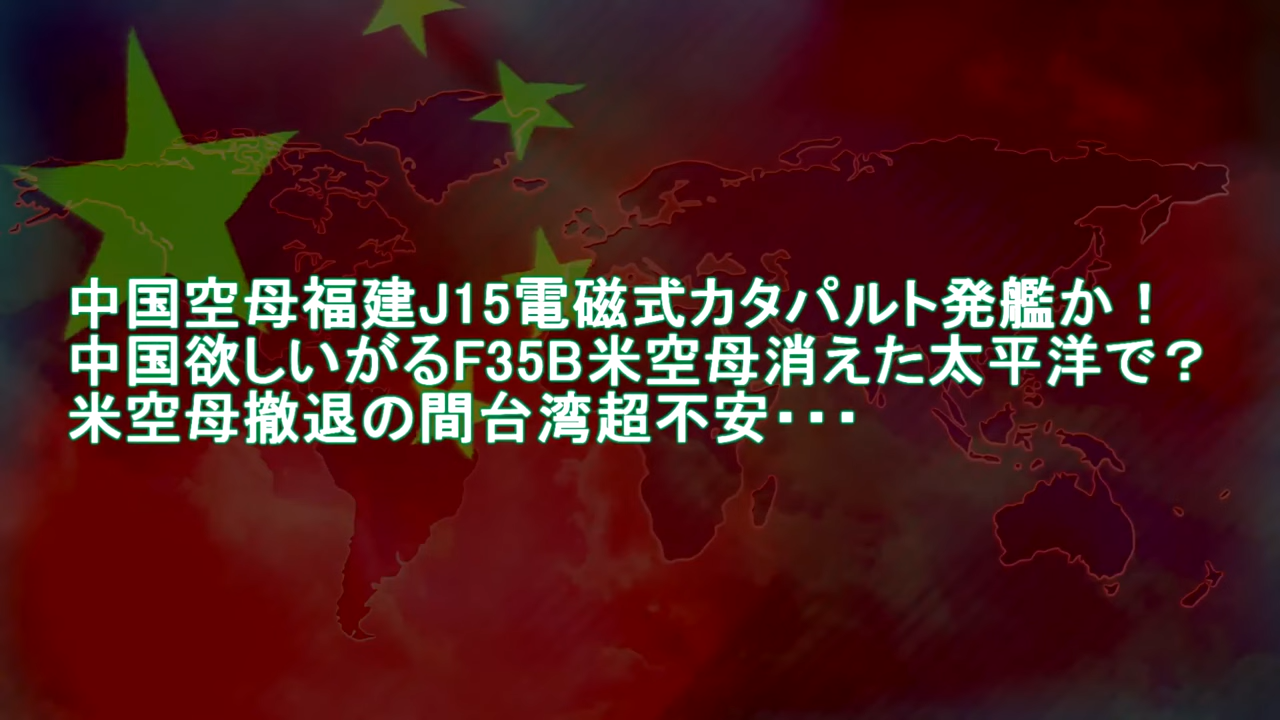 中国空母福建J15電磁式カタパルト発艦か！
中国欲しいがるF35B米空母消えた太平洋で？
米空母撤退の間台湾超不安・・・